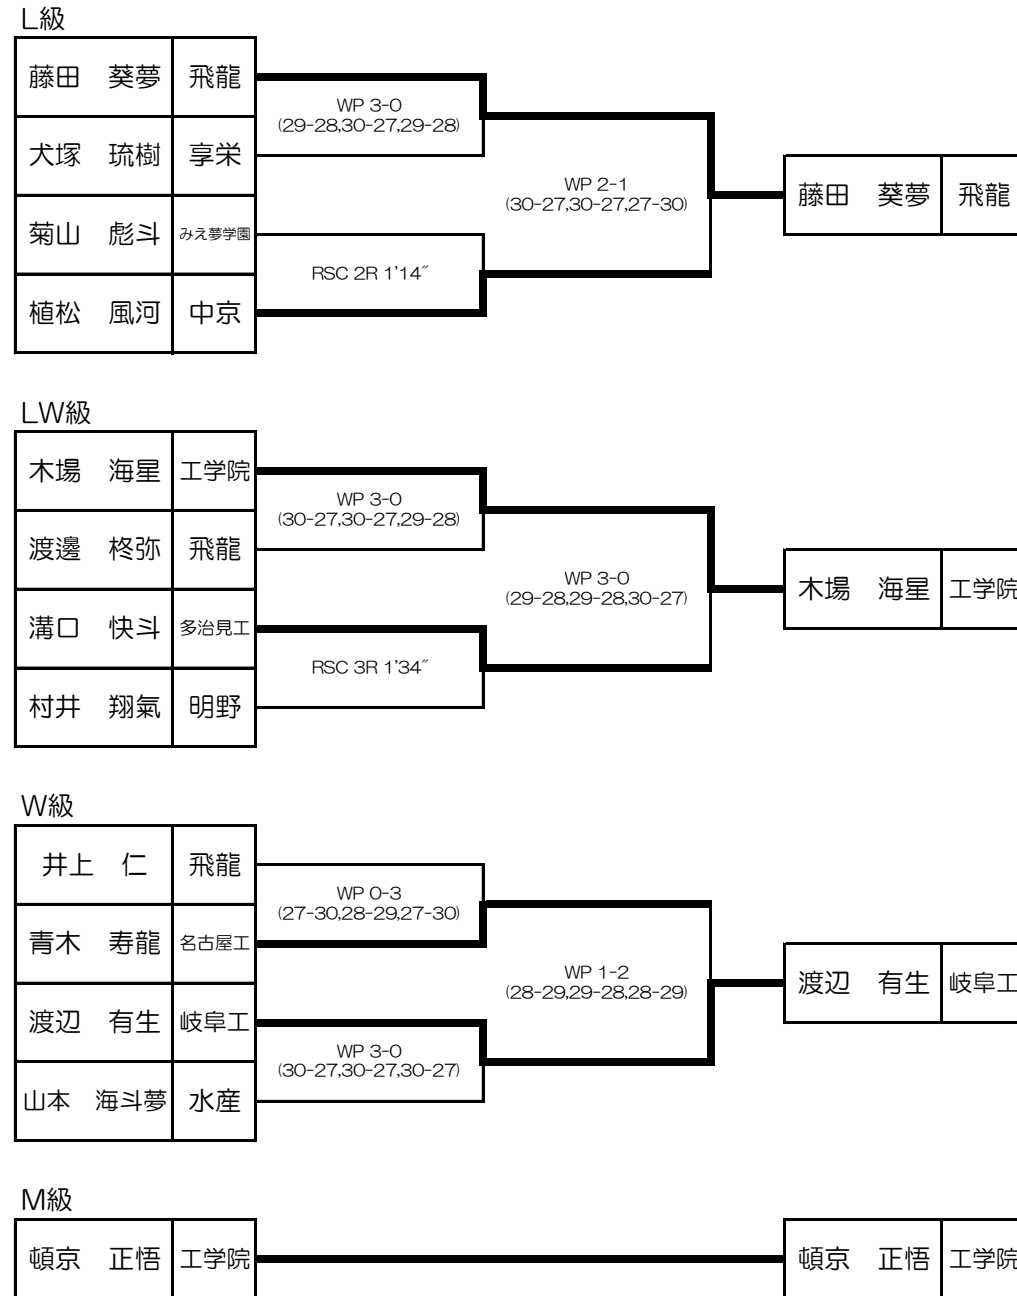 L級
藤田　葵夢 飛龍
WP 3-0
(29-28,30-27,29-28)
犬塚　琉樹 享栄
WP 2-1
(30-27,30-27,27-30)
藤田　葵夢 飛龍
菊山　彪斗 みえ夢学園
RSC 2R 1'14″
植松　風河 中京
LW級
木場　海星 工学院
WP 3-0
(30-27,30-27,29-28)
渡邊　柊弥 飛龍
WP 3-0
(29-28,29-28,30-27)
木場　海星 工学院
溝口　快斗 多治見工
RSC 3R 1'34″
村井　翔氣 明野
W級
井上　仁 飛龍
WP 0-3
(27-30,28-29,27-30)
青木　寿龍 名古屋工
WP 1-2
(28-29,29-28,28-29)
渡辺　有生 岐阜工
渡辺　有生 岐阜工
WP 3-0
(30-27,30-27,30-27)
山本　海斗夢 水産
M級
頓京　正悟 工学院
頓京　正悟 工学院